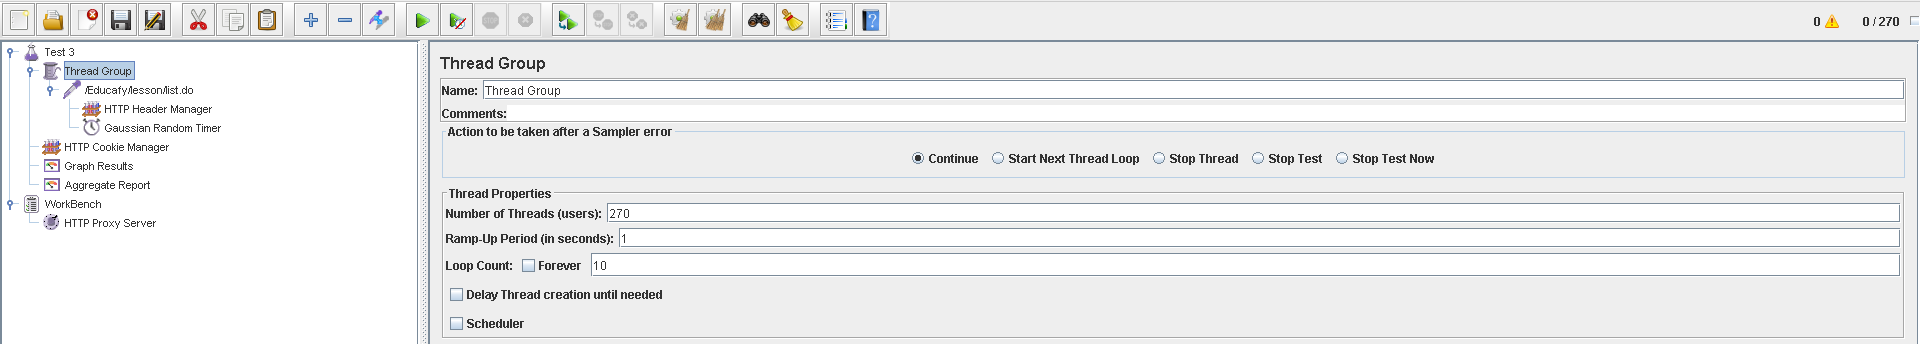 0 0 / 270
Test 3
Thread Group
/Educafy/lesson/list.do
HTTP Header Manager
Gaussian Random Timer
HTTP Cookie Manager
Graph Results
Aggregate Report
WorkBench
HTTP Proxy Server
Thread Group
Name: Thread Group
Comments:
Action to be taken after a Sampler error
Continue Start Next Thread Loop Stop Thread Stop Test Stop Test Now
Thread Properties
Number of Threads (users): 270
Ramp-Up Period (in seconds): 1
Loop Count: Forever 10
Delay Thread creation until needed
Scheduler